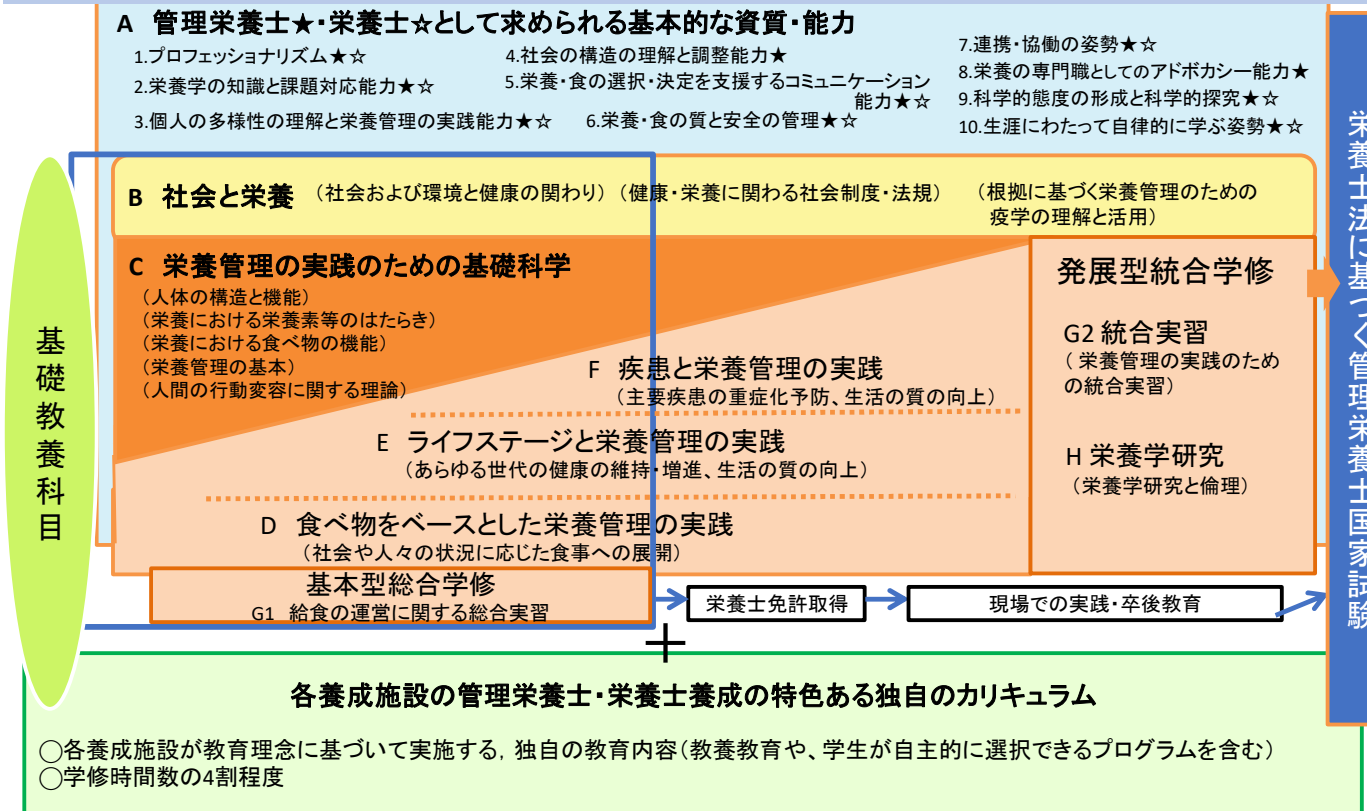 A 管理栄養士★・栄養士☆として求められる基本的な資質・能力
1.プロフェッショナリズム★☆
2.栄養学の知識と課題対応能力★☆
3.個人の多様性の理解と栄養管理の実践能力★☆
4.社会の構造の理解と調整能力★
5.栄養・食の選択・決定を支援するコミュニケーション
能力★☆
6.栄養・食の質と安全の管理★☆
7.連携・協働の姿勢★☆
8.栄養の専門職としてのアドボカシー能力★
9.科学的態度の形成と科学的探究★☆
10.生涯にわたって自律的に学ぶ姿勢★☆
B 社会と栄養 (社会および環境と健康の関わり) (健康・栄養に関わる社会制度・法規) (根拠に基づく栄養管理のための
疫学の理解と活用)
C 栄養管理の実践のための基礎科学
(人体の構造と機能)
(栄養における栄養素等のはたらき)
(栄養における食べ物の機能)
(栄養管理の基本)
(人間の行動変容に関する理論)
F 疾患と栄養管理の実践
(主要疾患の重症化予防、生活の質の向上)
E ライフステージと栄養管理の実践
(あらゆる世代の健康の維持・増進、生活の質の向上)
D 食べ物をベースとした栄養管理の実践
(社会や人々の状況に応じた食事への展開)
基本型総合学修
G1 給食の運営に関する総合実習
発展型統合学修
G2 統合実習
( 栄養管理の実践のため
の統合実習)
H 栄養学研究
(栄養学研究と倫理)
基礎教養科目
栄養士法に基づく管理栄養士国家試験
栄養士免許取得
現場での実践・卒後教育
+
各養成施設の管理栄養士・栄養士養成の特色ある独自のカリキュラム
○各養成施設が教育理念に基づいて実施する, 独自の教育内容(教養教育や、学生が自主的に選択できるプログラムを含む)
○学修時間数の4割程度